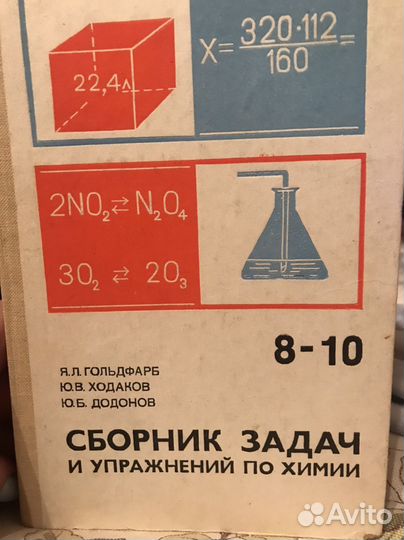 22,4л
X= 320·112 / 160 =
2NO₂ ⇄ N₂O₄
3O₂ ⇄ 2O₃
8-10
Я.Л. ГОЛЬДФАРБ
Ю.В. ХОДАКОВ
Ю.Б. ДОДОНОВ
СБОРНИК ЗАДАЧ
И УПРАЖНЕНИЙ ПО ХИМИИ
Avito